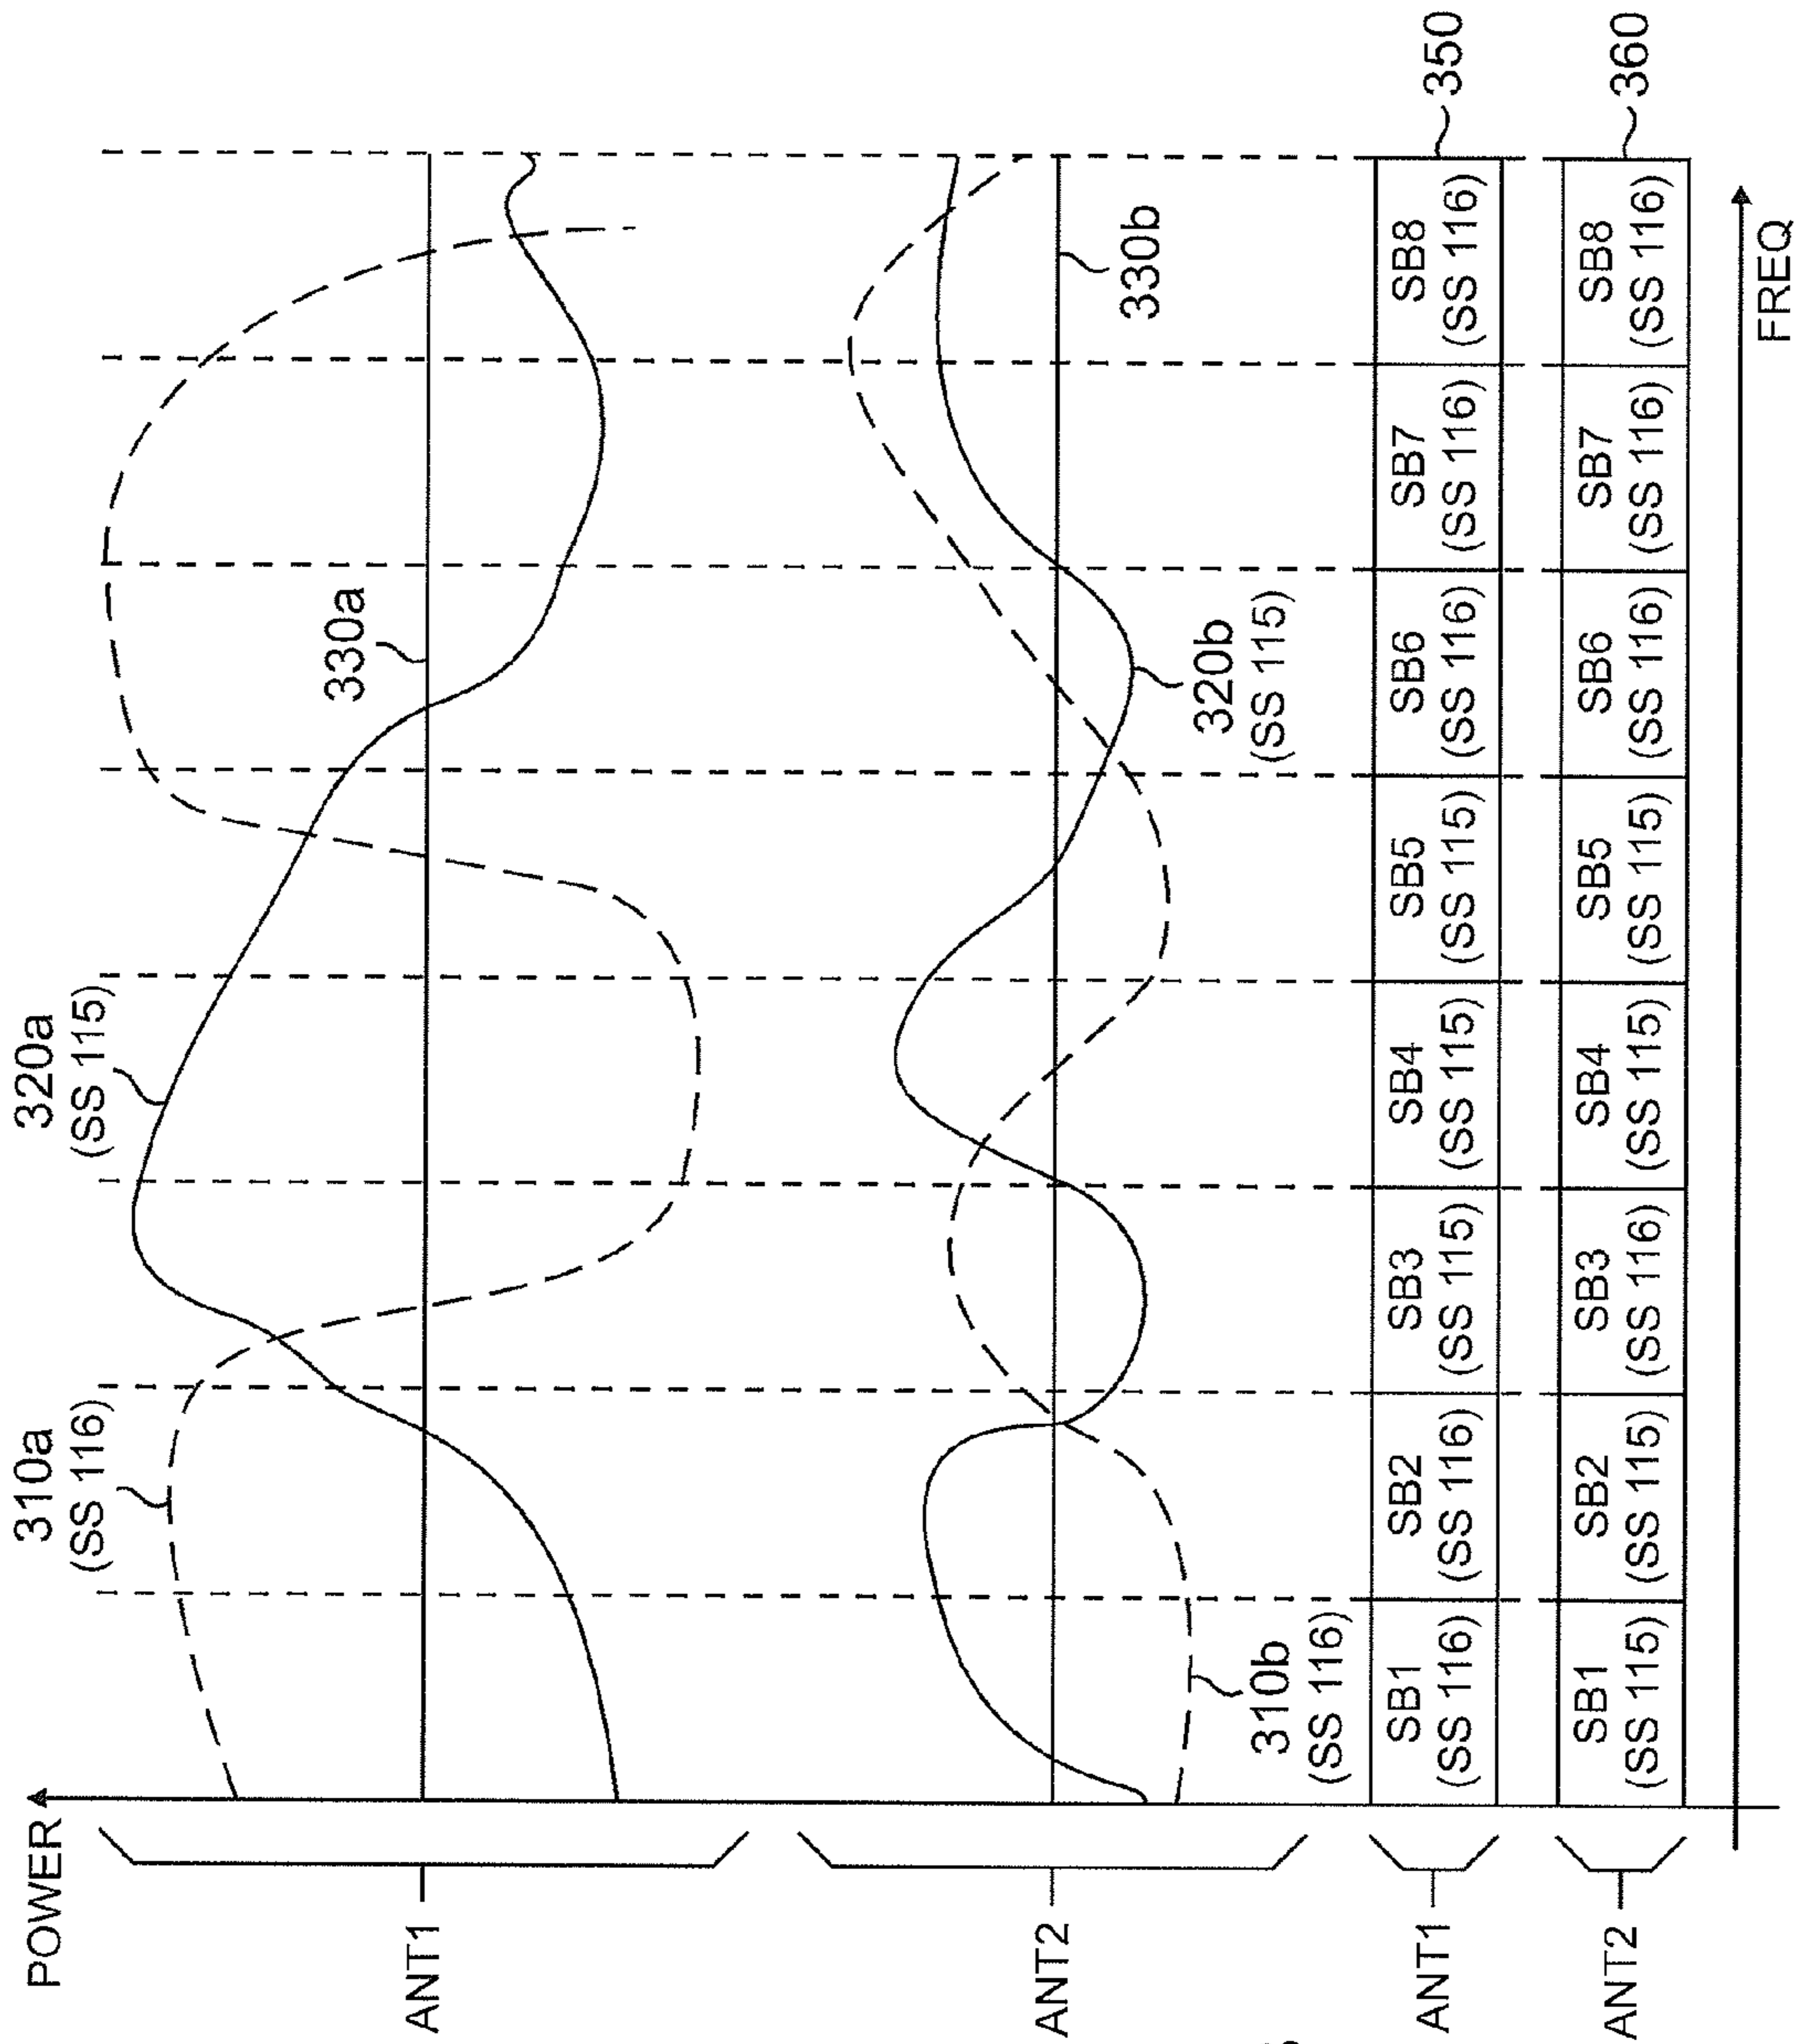 POWER
310a
(SS 116)
320a
(SS 115)
330a
ANT1
ANT2
330b
320b
(SS 115)
310b
(SS 116)
ANT1
SB1
(SS 116)
SB2
(SS 116)
SB3
(SS 115)
SB4
(SS 115)
SB5
(SS 115)
SB6
(SS 116)
SB7
(SS 116)
SB8
(SS 116)
350
ANT2
SB1
(SS 115)
SB2
(SS 115)
SB3
(SS 116)
SB4
(SS 115)
SB5
(SS 115)
SB6
(SS 116)
SB7
(SS 116)
SB8
(SS 116)
360
FREQ